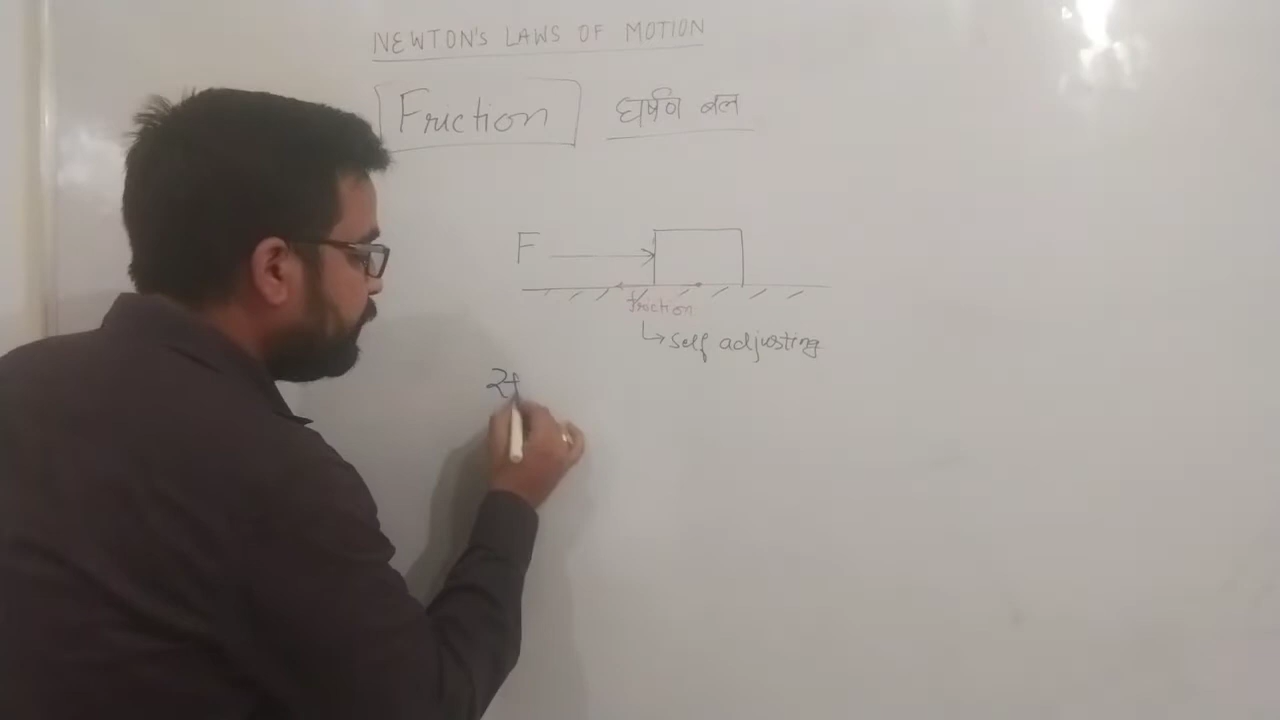 NEWTON'S LAWS OF MOTION
Friction घर्षण बल
F
friction
↳ self adjusting